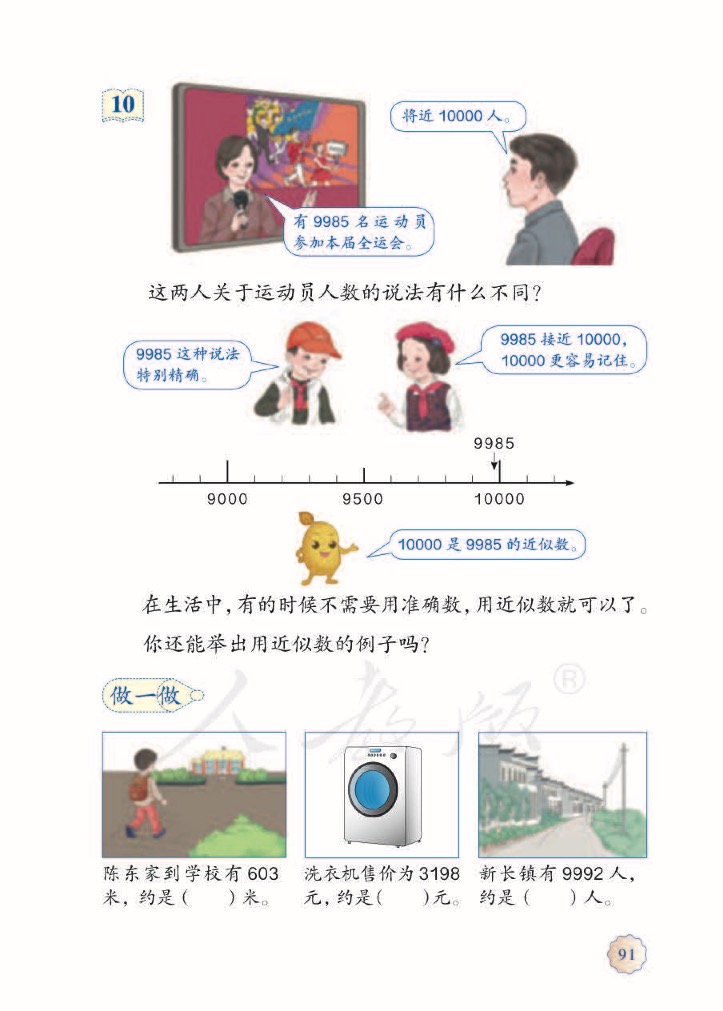 10
将近 10000 人。
有 9985 名运动员
参加本届全运会。
这两人关于运动员人数的说法有什么不同？
9985 这种说法
特别精确。
9985 接近 10000，
10000 更容易记住。
9985
9000 9500 10000
10000 是 9985 的近似数。
在生活中，有的时候不需要用准确数，用近似数就可以了。
你还能举出用近似数的例子吗？
人教版®
做一做
陈东家到学校有 603
米，约是（ ）米。
洗衣机售价为 3198
元，约是（ ）元。
新长镇有 9992 人，
约是（ ）人。
91